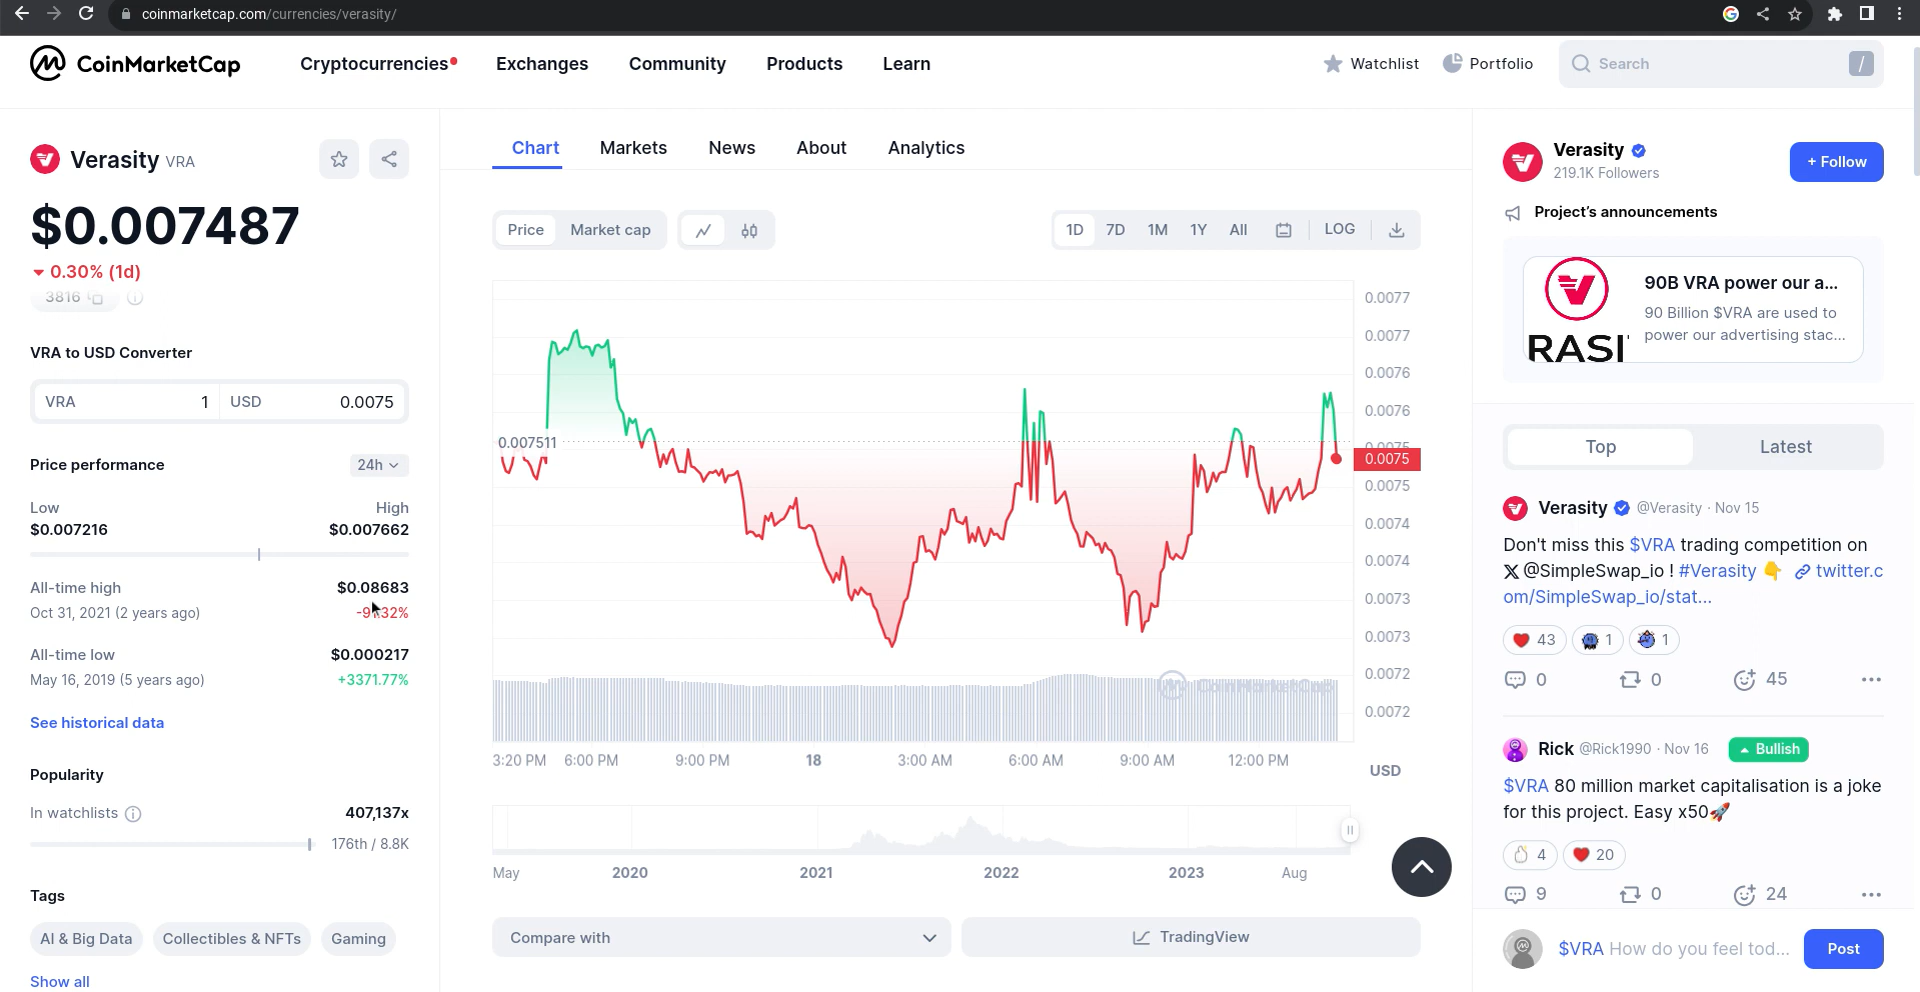 coinmarketcap.com/currencies/verasity/
CoinMarketCap
Cryptocurrencies
Exchanges
Community
Products
Learn
Watchlist
Portfolio
Search
/
Verasity VRA
$0.007487
0.30% (1d)
3816
VRA to USD Converter
VRA 1 USD 0.0075
Price performance
24h
Low High
$0.007216 $0.007662
All-time high $0.08683
Oct 31, 2021 (2 years ago)
All-time low $0.000217
May 16, 2019 (5 years ago) +3371.77%
See historical data
Popularity
In watchlists 407,137x
176th / 8.8K
Tags
AI & Big Data Collectibles & NFTs Gaming
Show all
Chart Markets News About Analytics
Price Market cap
1D 7D 1M 1Y All LOG
0.0077
0.0077
0.0076
0.0076
0.0075
0.0075
0.0075
0.0074
0.0074
0.0073
0.0073
0.0072
0.0072
0.007511
CoinMarketCap
3:20 PM 6:00 PM 9:00 PM 18 3:00 AM 6:00 AM 9:00 AM 12:00 PM
USD
May 2020 2021 2022 2023 Aug
Compare with
TradingView
Verasity
219.1K Followers
+ Follow
Project's announcements
RASI
90B VRA power our a...
90 Billion $VRA are used to
power our advertising stac...
Top Latest
Verasity @Verasity · Nov 15
Don't miss this $VRA trading competition on
X @SimpleSwap_io ! #Verasity 👇 🔗 twitter.c
om/SimpleSwap_io/stat...
43 1 1
0 0 45 •••
Rick @Rick1990 · Nov 16 Bullish
$VRA 80 million market capitalisation is a joke
for this project. Easy x50🚀
4 20
9 0 24 •••
$VRA How do you feel tod...
Post